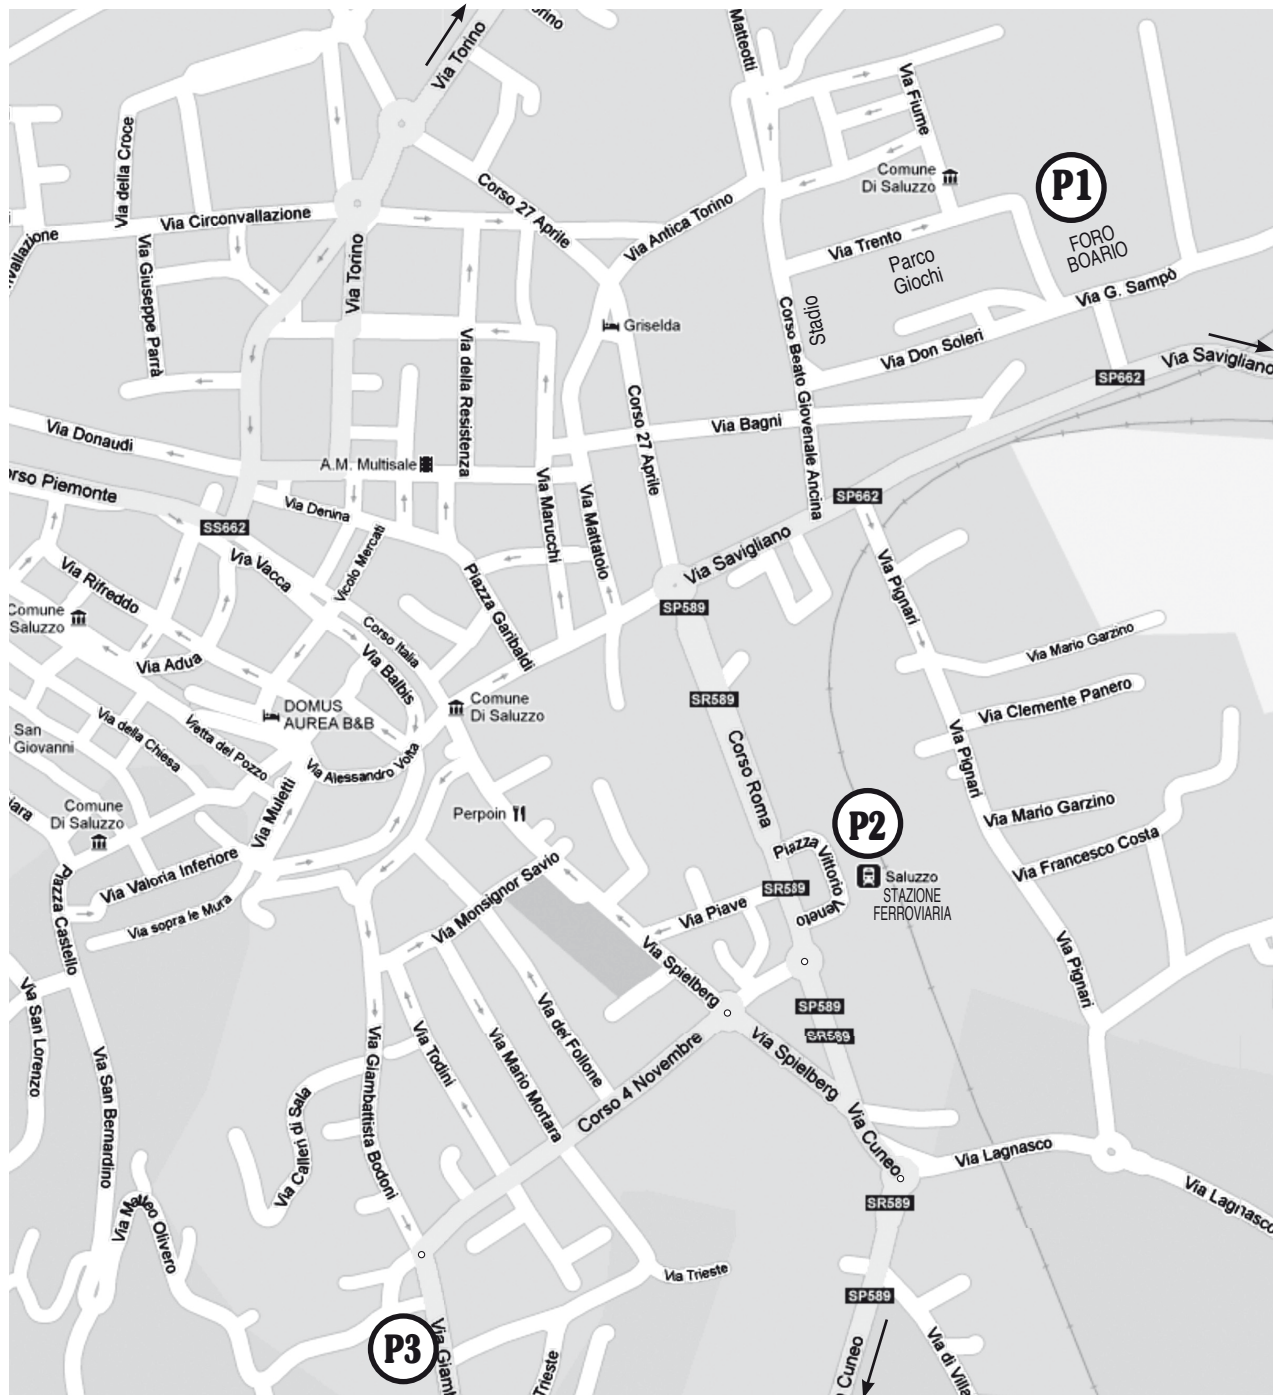 Via Torino
orino
Matteotti
Via Fiume
Comune
Di Saluzzo
P1
FORO
BOARIO
Via della Croce
Via Circonvallazione
vallazione
Via Giuseppe Parrà
Via Torino
Corso 27 Aprile
Via Antica Torino
Via Trento
Parco
Giochi
Stadio
Via G. Sampò
Via Don Soleri
Via Savigliano
SP662
Griselda
Corso Beato Giovenale Ancina
Via della Resistenza
Corso 27 Aprile
Via Bagni
Via Donaudi
A.M. Multisale
orso Piemonte
SS662
Via Denina
Vicolo Mercati
Via Marucchi
Via Mattatoio
SP662
Via Savigliano
Via Vacca
Via Rifreddo
Piazza Garibaldi
SP589
Via Pignari
Comune
Saluzzo
Corso Italia
Via Balbis
Via Adua
Via Mario Garzino
Via Clemente Panero
SR589
DOMUS
AUREA B&B
Comune
Di Saluzzo
San
Giovanni
Via della Chiesa
Vietta del Pozzo
Via Alessandro Volta
Corso Roma
Via Pignari
Via Muletti
Comune
Di Saluzzo
iara
Perpoin
P2
Piazza Vittorio Veneto
Saluzzo
STAZIONE
FERROVIARIA
Via Mario Garzino
Via Francesco Costa
Via Valoria Inferiore
Via sopra le Mura
Piazza Castello
Via Monsignor Savio
SR589
Via Piave
Via Spielberg
Via Pignari
Via San Lorenzo
Via San Bernardino
SP589
SR589
Via Spielberg
Via dei Follone
Via Mario Mortara
Via Todini
Via Giambattista Bodoni
Corso 4 Novembre
Via Calleri di Sala
Via Cuneo
Via Lagnasco
Via Lagnasco
SR589
Via Matteo Olivero
Via Trieste
SP589
P3
Via Giamb
Trieste
Cuneo
Via di Villa